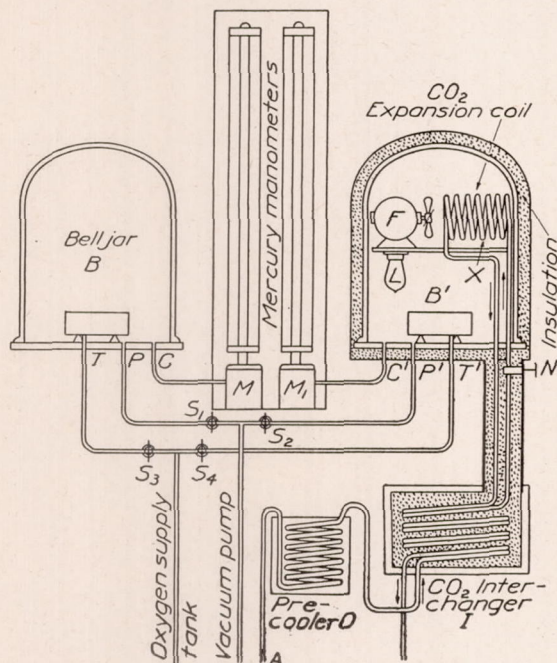 CO2
Expansion coil
Mercury manometers
Bell jar
B
F
L
X
B'
Insulation
T
P
C
M
M1
C'
P'
T'
N
S1
S2
S3
S4
Oxygen supply
tank
Vacuum pump
Pre-
cooler O
CO2 Inter-
changer
I
A